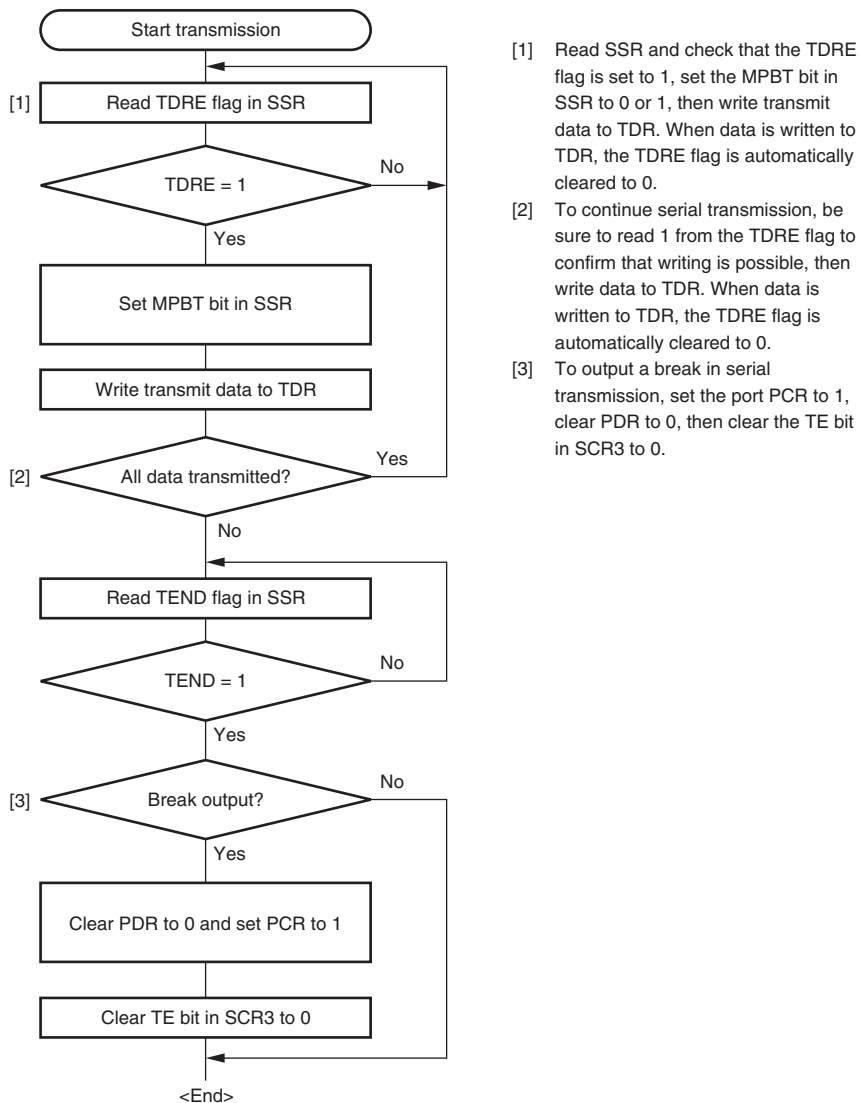 Start transmission
[1]
Read TDRE flag in SSR
TDRE = 1
No
Yes
Set MPBT bit in SSR
Write transmit data to TDR
[2]
All data transmitted?
Yes
No
Read TEND flag in SSR
TEND = 1
No
Yes
[3]
Break output?
No
Yes
Clear PDR to 0 and set PCR to 1
Clear TE bit in SCR3 to 0
<End>
[1] Read SSR and check that the TDRE
flag is set to 1, set the MPBT bit in
SSR to 0 or 1, then write transmit
data to TDR. When data is written to
TDR, the TDRE flag is automatically
cleared to 0.
[2] To continue serial transmission, be
sure to read 1 from the TDRE flag to
confirm that writing is possible, then
write data to TDR. When data is
written to TDR, the TDRE flag is
automatically cleared to 0.
[3] To output a break in serial
transmission, set the port PCR to 1,
clear PDR to 0, then clear the TE bit
in SCR3 to 0.